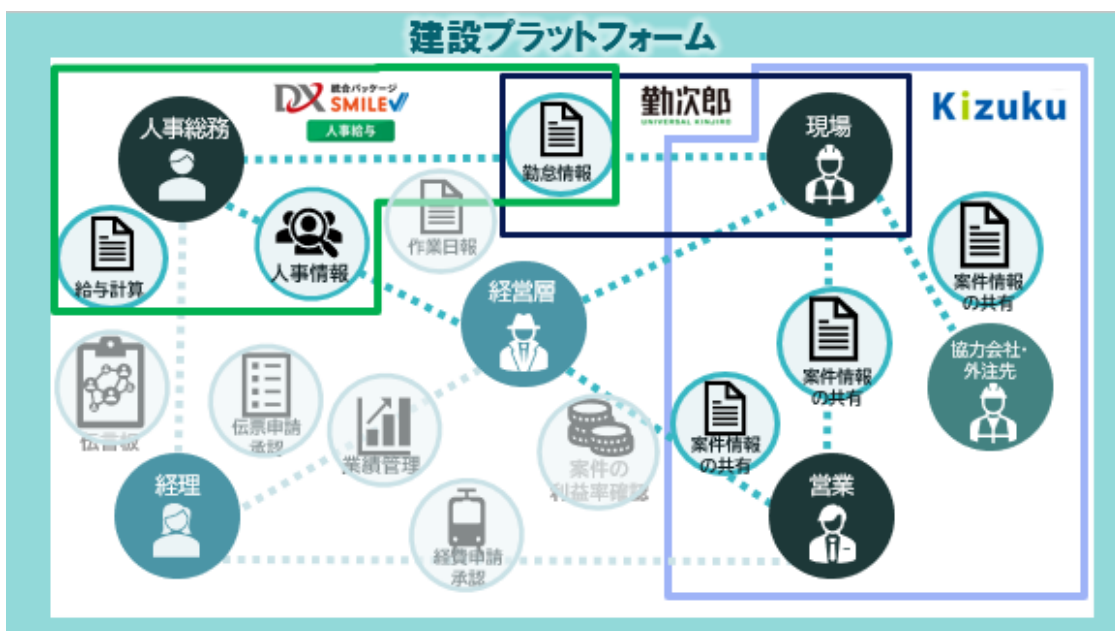 建設プラットフォーム
DX 統合パッケージ
SMILE V
人事給与
勤次郎
UNIVERSAL KINJIRO
Kizuku
人事総務
現場
勤怠情報
作業日報
給与計算
人事情報
経営層
案件情報
の共有
案件情報
の共有
協力会社・
外注先
伝言板
伝票申請
承認
業績管理
案件の
利益率確認
案件情報
の共有
経理
営業
経費申請
承認